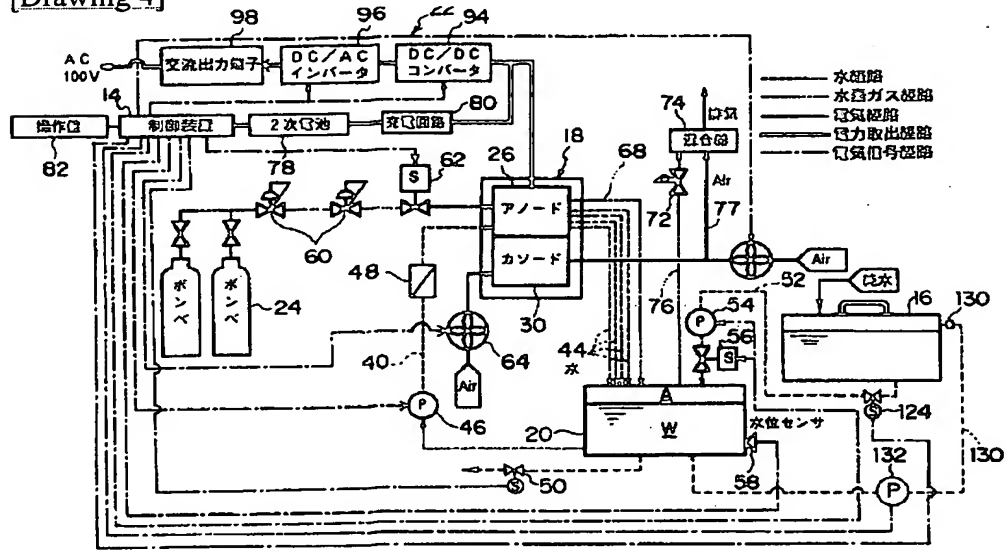 [Drawing 4]
98
96
22
94
AC
100V
交流出力端子
DC/AC
インバータ
DC/DC
コンバータ
14
80
操作部
制御装置
2次電池
充電回路
82
78
62
S
26
18
68
74
排気
混合器
Air
72
77
水経路
水素ガス経路
電気経路
電力取出経路
電気信号経路
アノード
カソード
60
ボンベ
ボンベ
24
48
30
76
Air
52
給水
54
P
16
130
56
S
40
64
Air
44
水
P
46
20
W
水位センサ
58
124
S
130
132
P
50
S